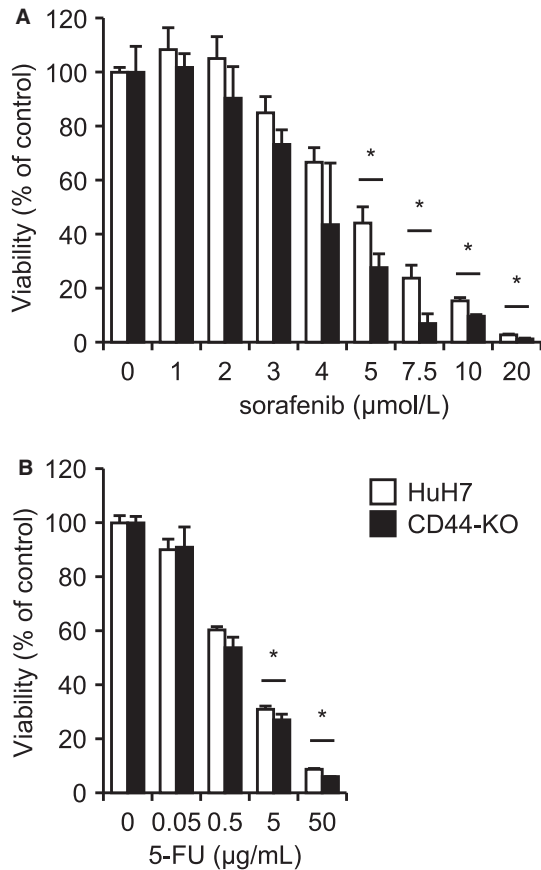 A
Viability (% of control)
120
100
80
60
40
20
0
* * * *
0 1 2 3 4 5 7.5 10 20
sorafenib (µmol/L)
B
Viability (% of control)
120
100
80
60
40
20
0
* *
0 0.05 0.5 5 50
5-FU (µg/mL)
HuH7
CD44-KO